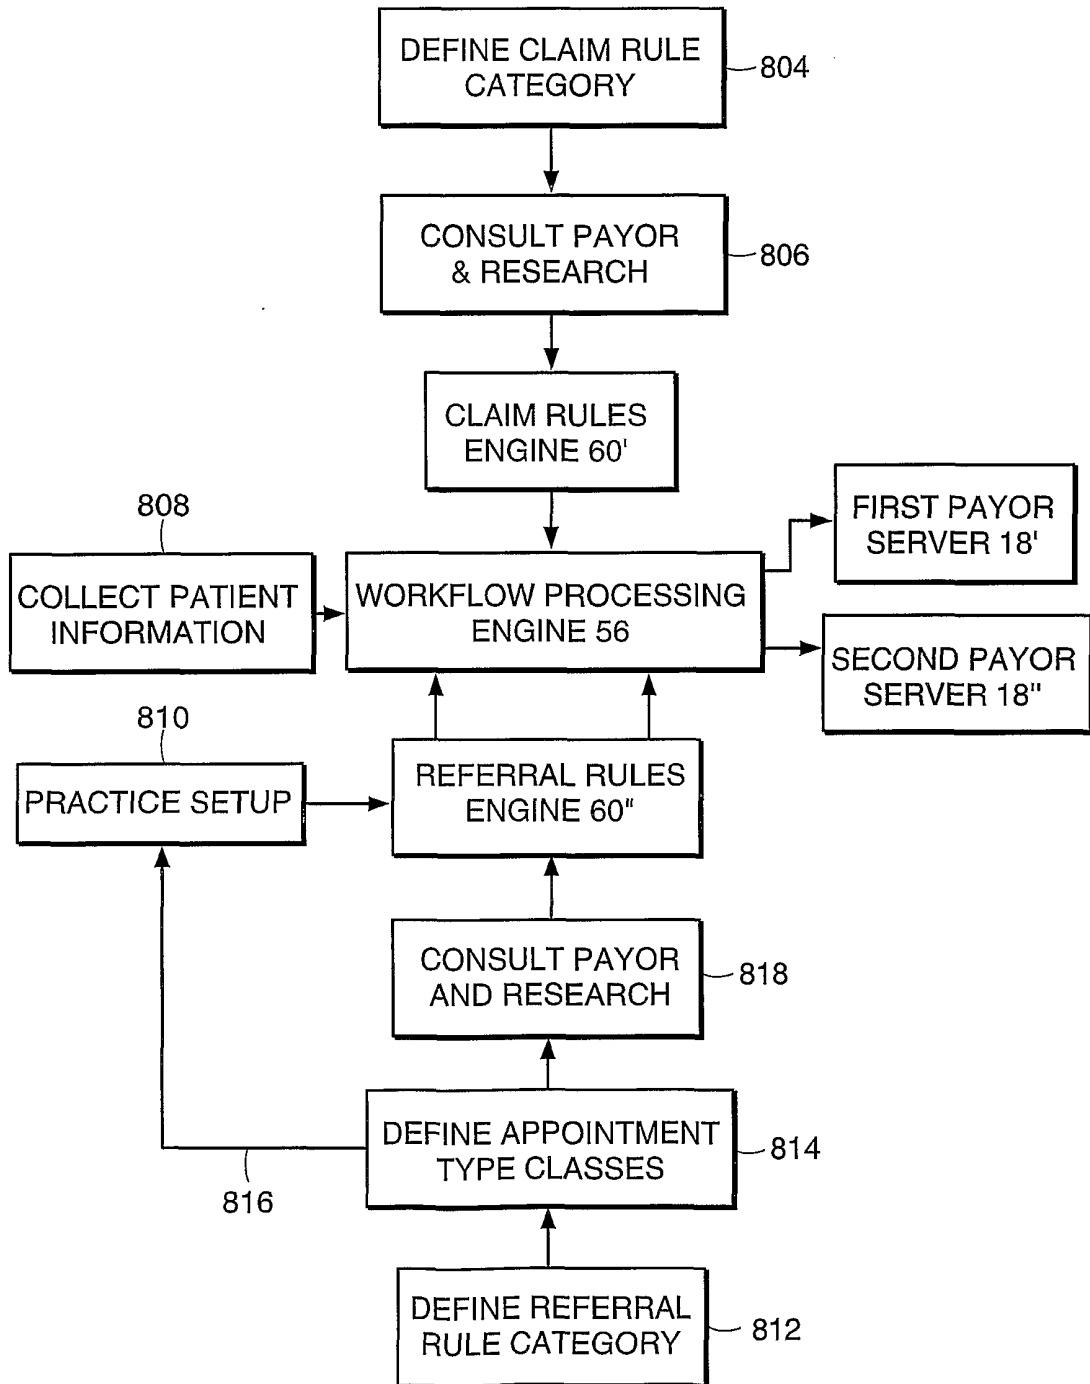 DEFINE CLAIM RULE
CATEGORY
804
CONSULT PAYOR
& RESEARCH
806
CLAIM RULES
ENGINE 60'
808
COLLECT PATIENT
INFORMATION
WORKFLOW PROCESSING
ENGINE 56
FIRST PAYOR
SERVER 18'
SECOND PAYOR
SERVER 18"
810
PRACTICE SETUP
REFERRAL RULES
ENGINE 60"
CONSULT PAYOR
AND RESEARCH
818
DEFINE APPOINTMENT
TYPE CLASSES
814
816
DEFINE REFERRAL
RULE CATEGORY
812